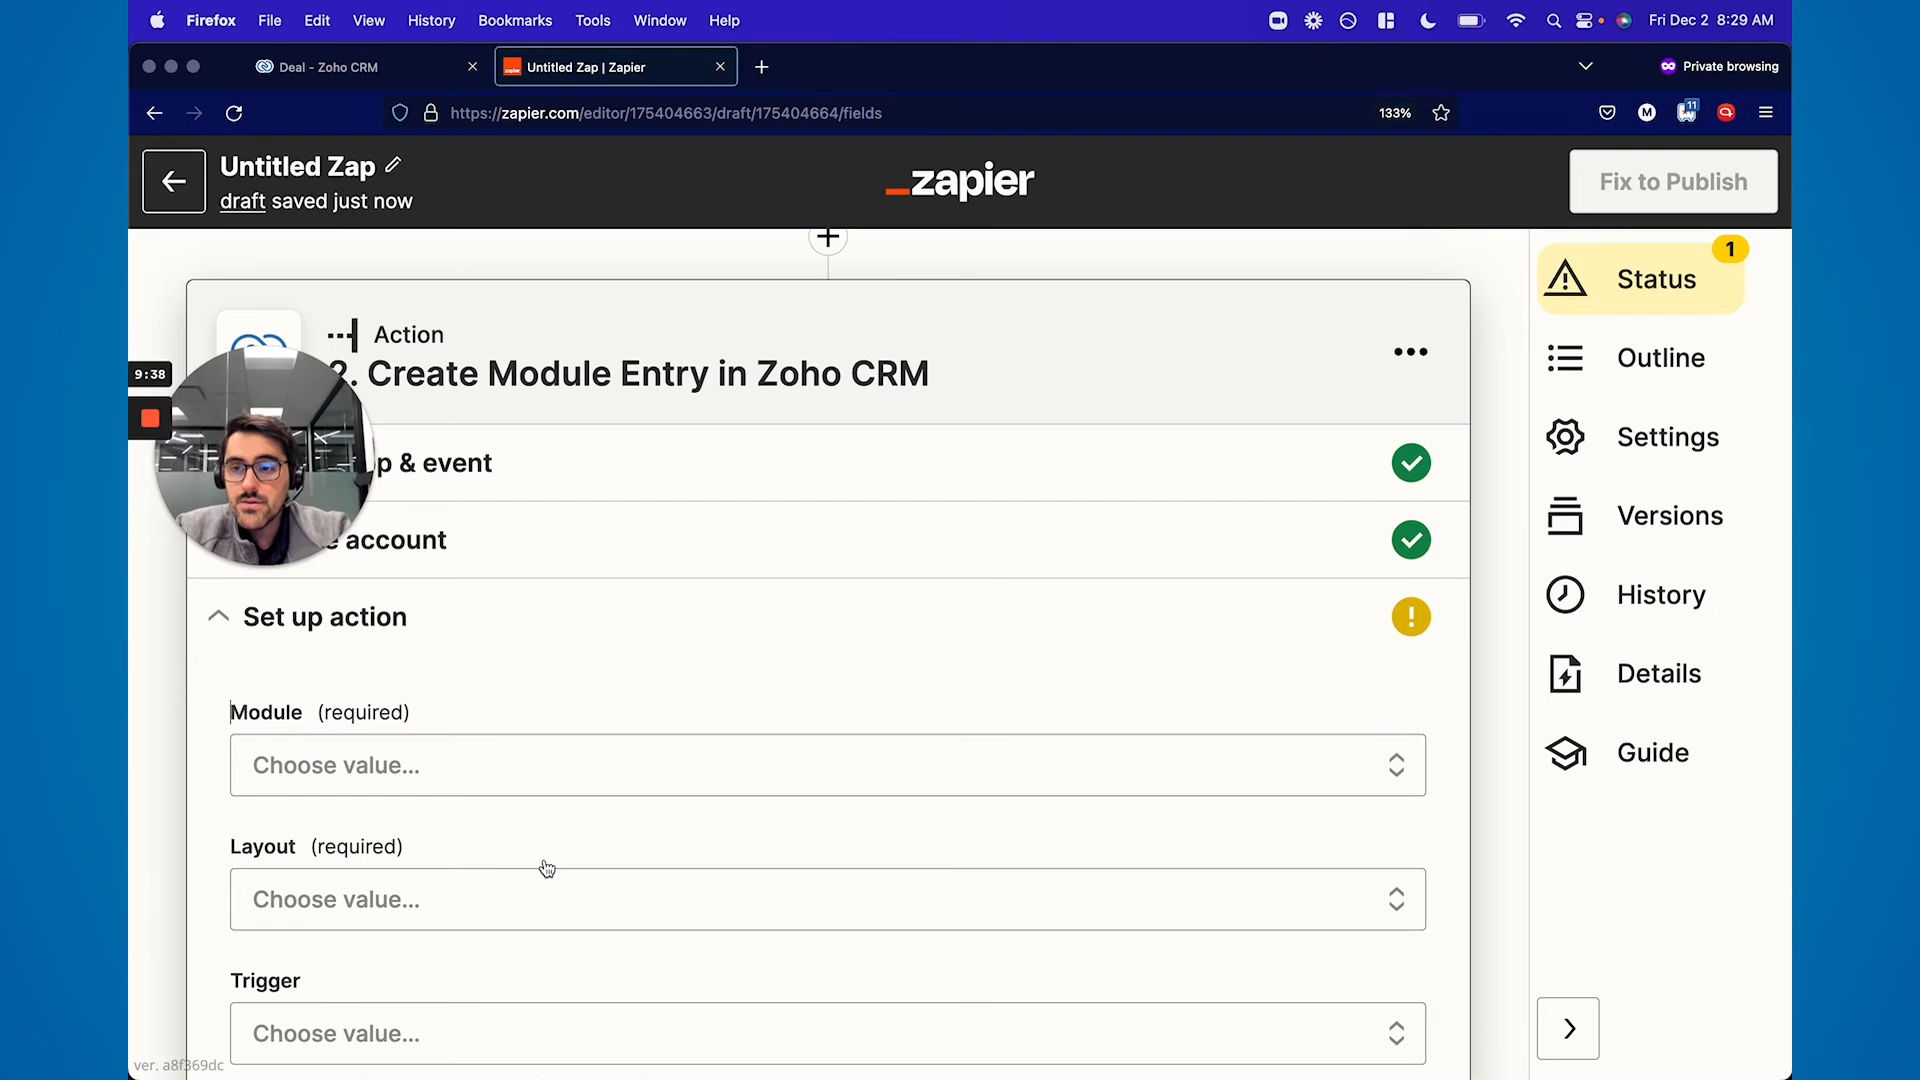 Firefox File Edit View History Bookmarks Tools Window Help Fri Dec 2 8:29 AM
Deal - Zoho CRM Untitled Zap | Zapier Private browsing
https://zapier.com/editor/175404663/draft/175404664/fields 133% M 11
Untitled Zap
draft saved just now
zapier
Fix to Publish
1
Status
Outline
Settings
Versions
History
Details
Guide
Action
2. Create Module Entry in Zoho CRM
9:38
p & event
account
Set up action
Module (required)
Choose value...
Layout (required)
Choose value...
Trigger
Choose value...
ver. a8f369dc